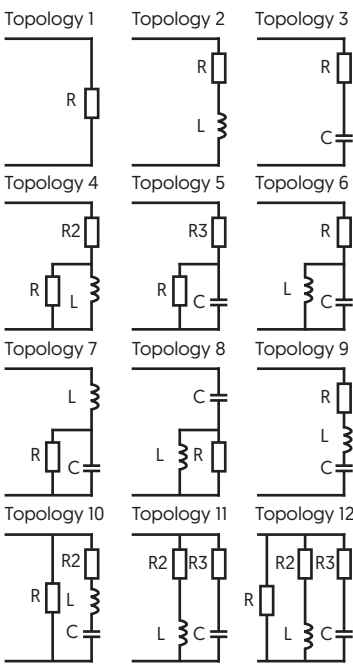 Topology 1 Topology 2 Topology 3
R R R
L C
Topology 4 Topology 5 Topology 6
R2 R3 R
R L R C L C
Topology 7 Topology 8 Topology 9
L C R
R C L R L
C
Topology 10 Topology 11 Topology 12
R2 R2 R3 R2 R3
R L R
C L C L C